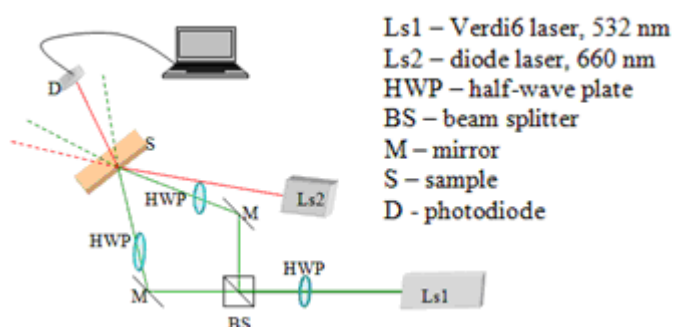 Ls1 – Verdi6 laser, 532 nm
Ls2 – diode laser, 660 nm
HWP – half-wave plate
BS – beam splitter
M – mirror
S – sample
D - photodiode
D
S
HWP
Ls2
M
HWP
HWP
M
Ls1
BS